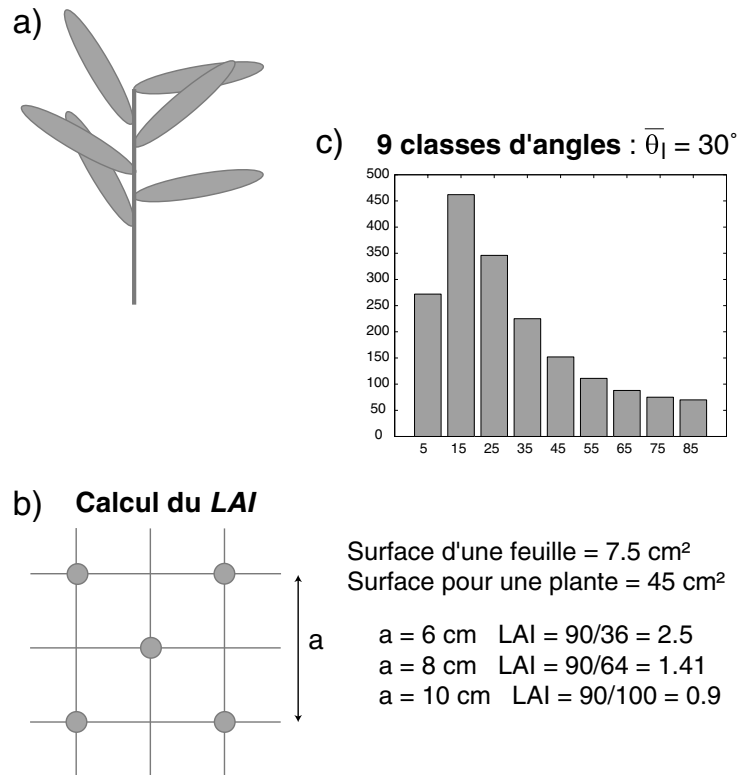 a)
c) 9 classes d'angles : θ̅l = 30°
500
450
400
350
300
250
200
150
100
50
0
5 15 25 35 45 55 65 75 85
b) Calcul du LAI
a
Surface d'une feuille = 7.5 cm²
Surface pour une plante = 45 cm²
a = 6 cm LAI = 90/36 = 2.5
a = 8 cm LAI = 90/64 = 1.41
a = 10 cm LAI = 90/100 = 0.9